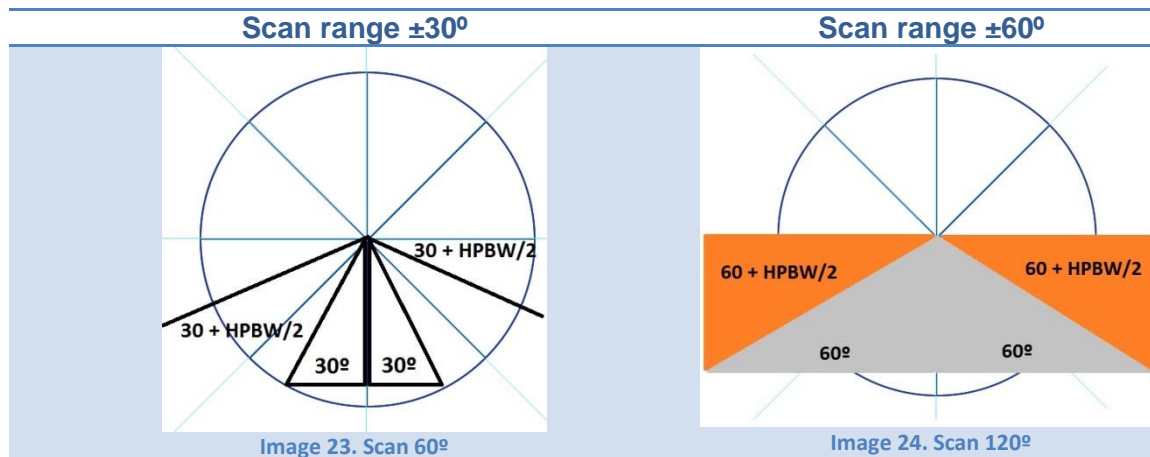 Scan range ±30º
Scan range ±60º
30 + HPBW/2
30 + HPBW/2
30º 30º
Image 23. Scan 60º
60 + HPBW/2 60 + HPBW/2
60º 60º
Image 24. Scan 120º